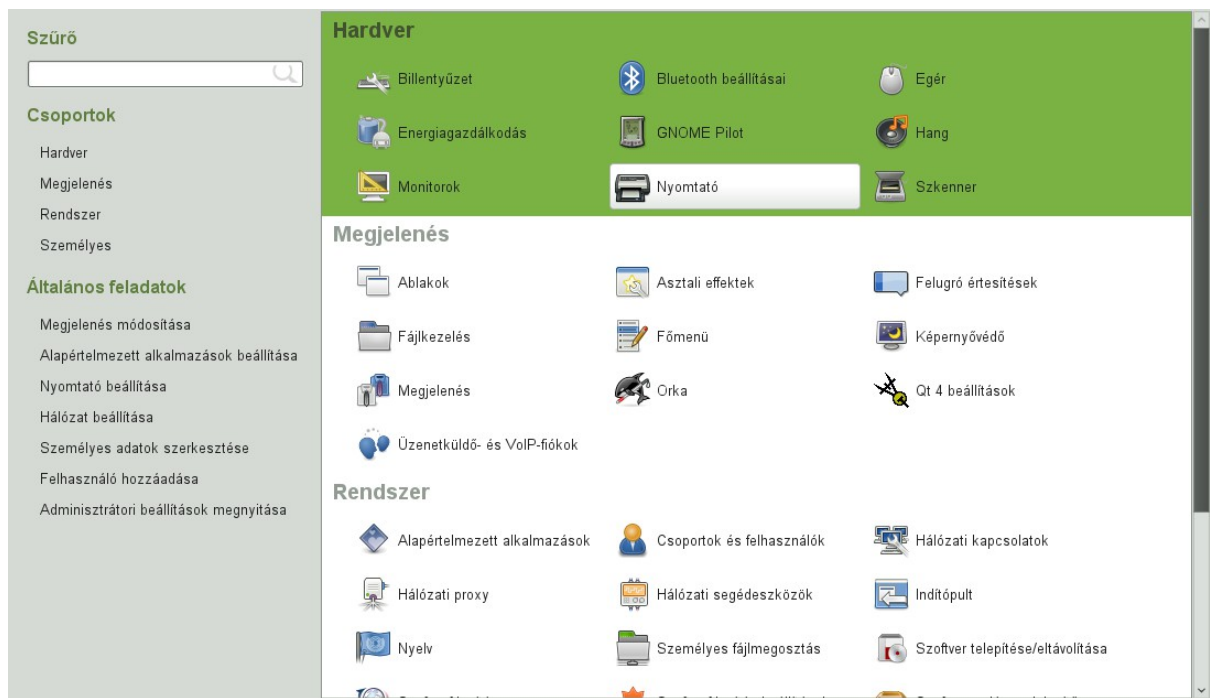 Szűrő
Csoportok
Hardver
Megjelenés
Rendszer
Személyes
Általános feladatok
Megjelenés módosítása
Alapértelmezett alkalmazások beállítása
Nyomtató beállítása
Hálózat beállítása
Személyes adatok szerkesztése
Felhasználó hozzáadása
Adminisztrátori beállítások megnyitása
Hardver
Billentyűzet
Bluetooth beállításai
Egér
Energiagazdálkodás
GNOME Pilot
Hang
Monitorok
Nyomtató
Szkenner
Megjelenés
Ablakok
Asztali effektek
Felugró értesítések
Fájlkezelés
Főmenü
Képernyővédő
Megjelenés
Orka
Qt 4 beállítások
Üzenetküldő- és VoIP-fiókok
Rendszer
Alapértelmezett alkalmazások
Csoportok és felhasználók
Hálózati kapcsolatok
Hálózati proxy
Hálózati segédeszközök
Indítópult
Nyelv
Személyes fájlmegosztás
Szoftver telepítése/eltávolítása